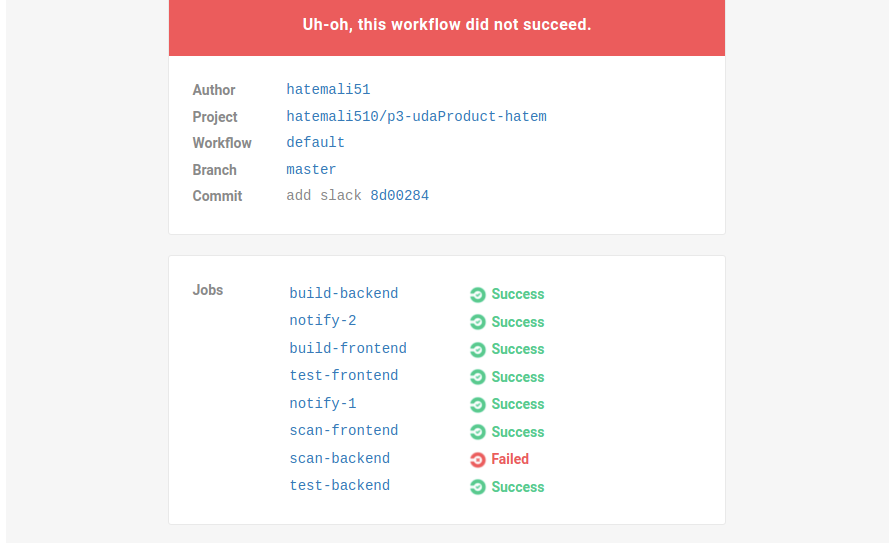 Uh-oh, this workflow did not succeed.
Author hatemali51
Project hatemali510/p3-udaProduct-hatem
Workflow default
Branch master
Commit add slack 8d00284
Jobs build-backend Success
notify-2 Success
build-frontend Success
test-frontend Success
notify-1 Success
scan-frontend Success
scan-backend Failed
test-backend Success